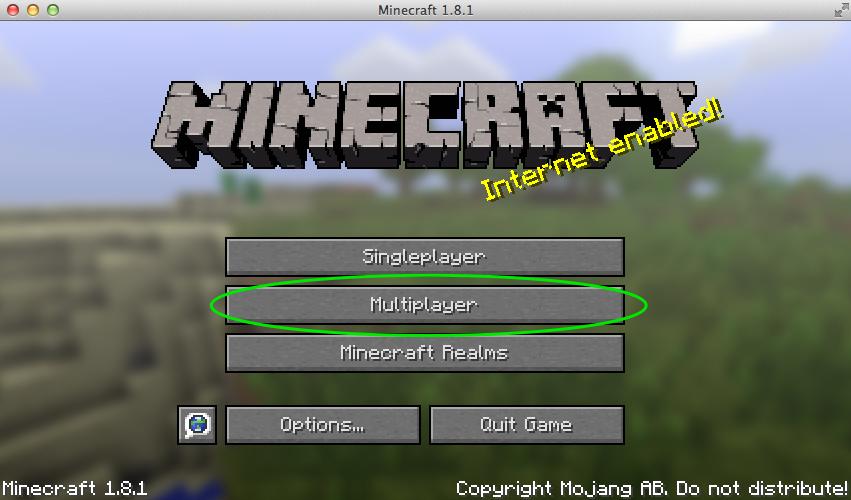 Minecraft 1.8.1
MINECRAFT
Internet enabled!
Singleplayer
Multiplayer
Minecraft Realms
Options...
Quit Game
Minecraft 1.8.1
Copyright Mojang AB. Do not distribute!